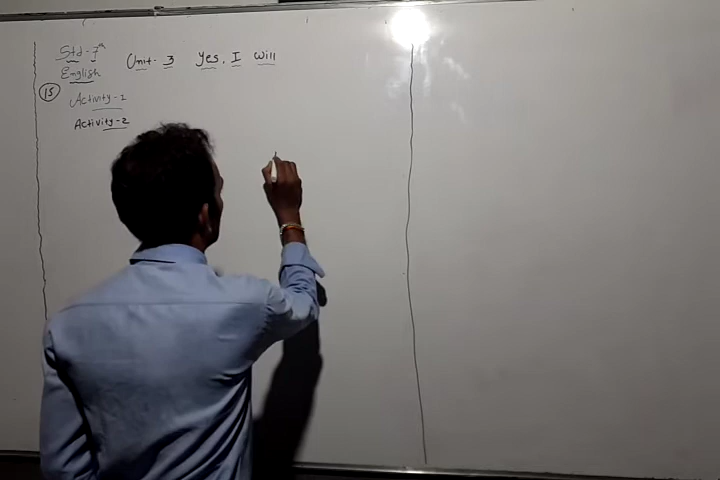 Std - 7th Unit - 3 Yes, I Will
English
15
Activity - 1
Activity - 2